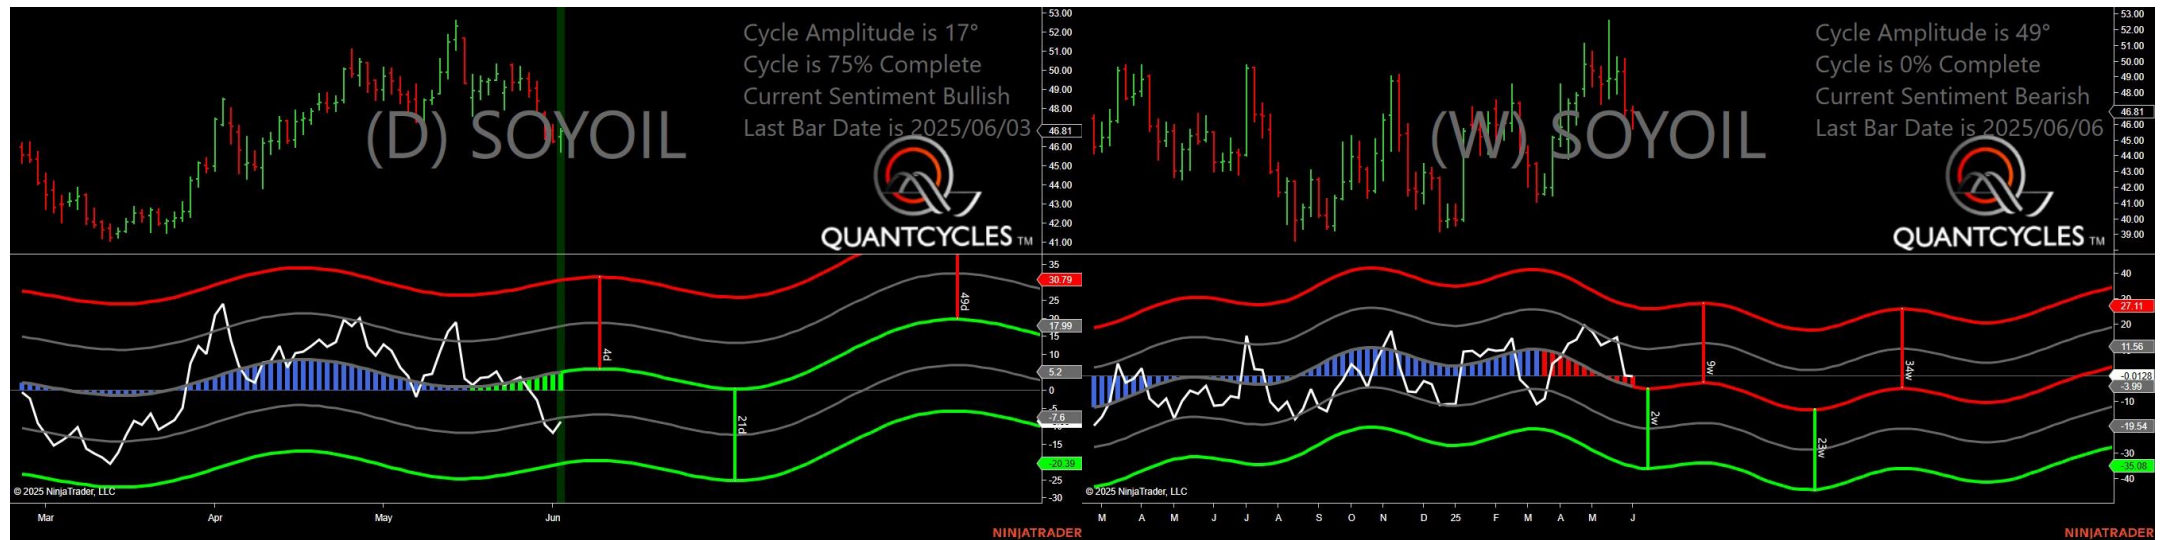 Cycle Amplitude is 17°
Cycle is 75% Complete
Current Sentiment Bullish
Last Bar Date is 2025/06/03
(D) SOYOIL
QUANTCYCLES TM
53.00
52.00
51.00
50.00
49.00
48.00
46.81
46.00
45.00
44.00
43.00
42.00
41.00
35
30.79
25
20
17.99
15
10
5.2
0
-5
-7.6
-15
-20.39
-25
-30
4d
21d
49d
© 2025 NinjaTrader, LLC
Mar Apr May Jun
NINJATRADER
Cycle Amplitude is 49°
Cycle is 0% Complete
Current Sentiment Bearish
Last Bar Date is 2025/06/06
(W) SOYOIL
QUANTCYCLES TM
53.00
52.00
51.00
50.00
49.00
48.00
46.81
46.00
45.00
44.00
43.00
42.00
41.00
40.00
39.00
40
30
27.11
20
11.56
-0.0128
-3.99
-10
-19.54
-30
-35.08
-40
2w
9w
23w
34w
© 2025 NinjaTrader, LLC
M A M J J A S O N D 25 F M A M J
NINJATRADER